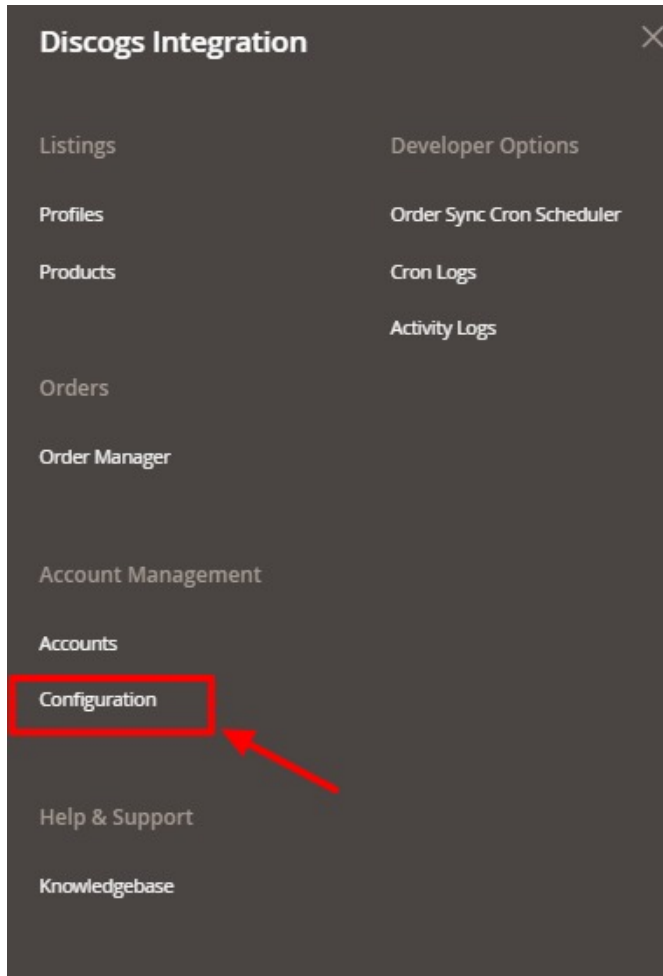 Discogs Integration
Listings
Profiles
Products
Orders
Order Manager
Account Management
Accounts
Configuration
Help & Support
Knowledgebase
Developer Options
Order Sync Cron Scheduler
Cron Logs
Activity Logs